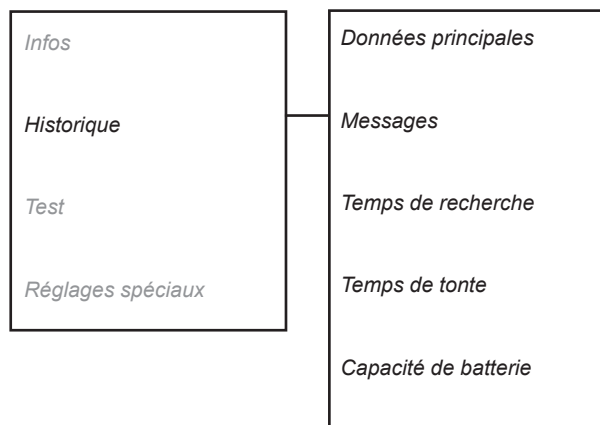 Infos
Historique
Test
Réglages spéciaux
Données principales
Messages
Temps de recherche
Temps de tonte
Capacité de batterie